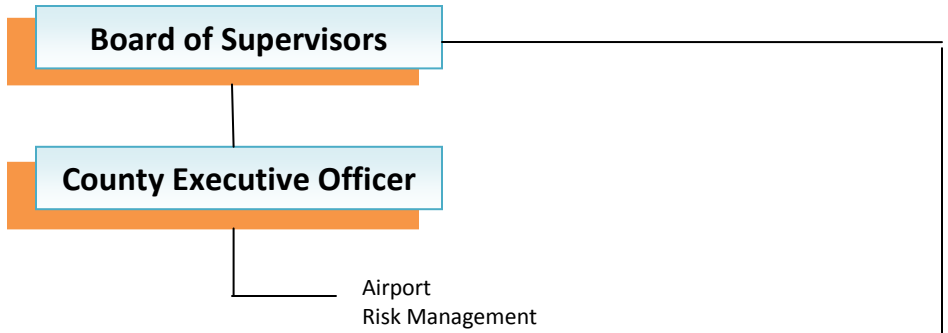 Board of Supervisors
County Executive Officer
Airport
Risk Management